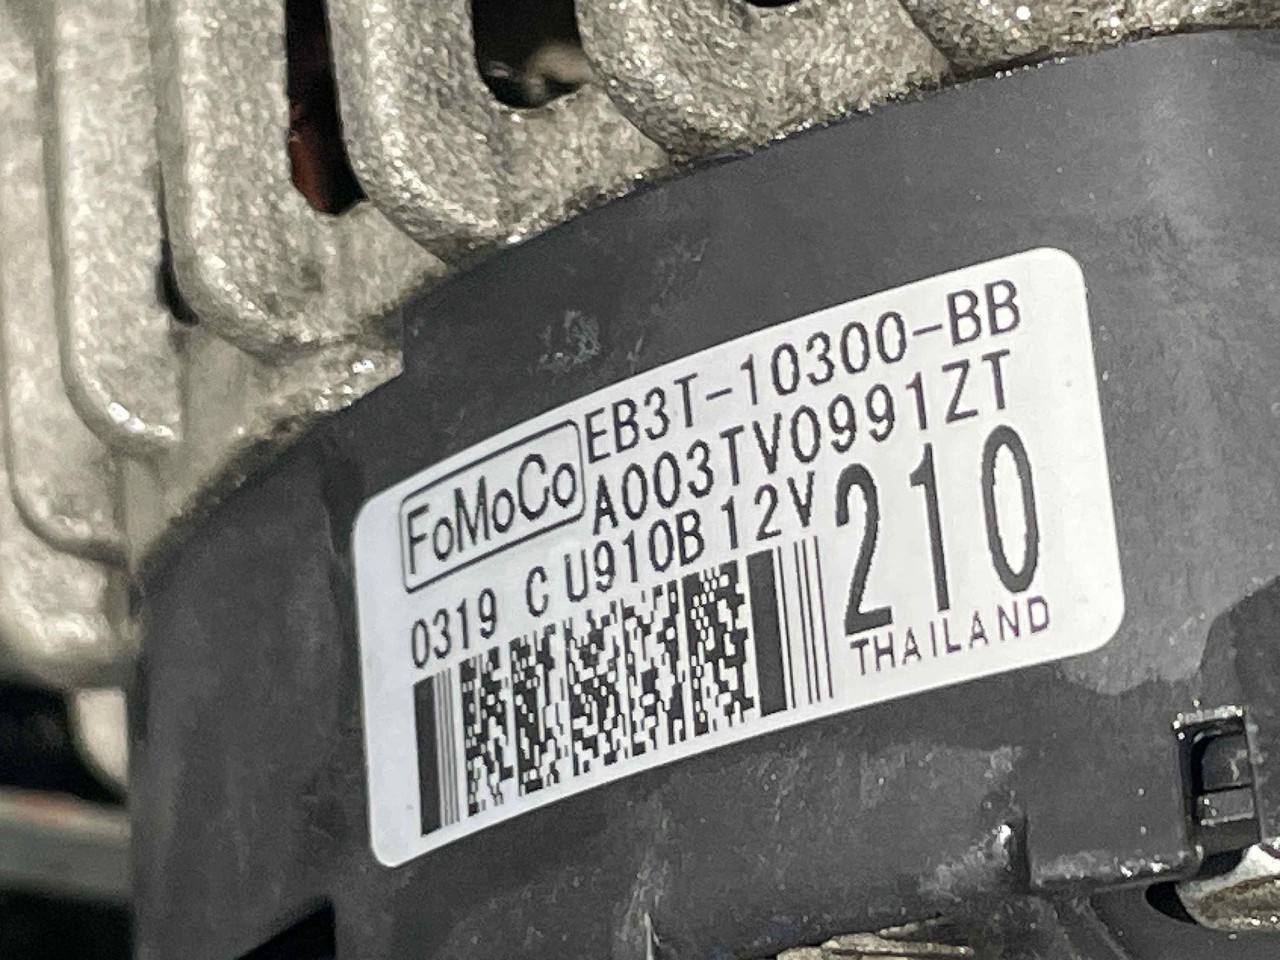 FoMoCo EB3T-10300-BB
A003TV0991ZT
0319 C U910B 12V 210
THAILAND